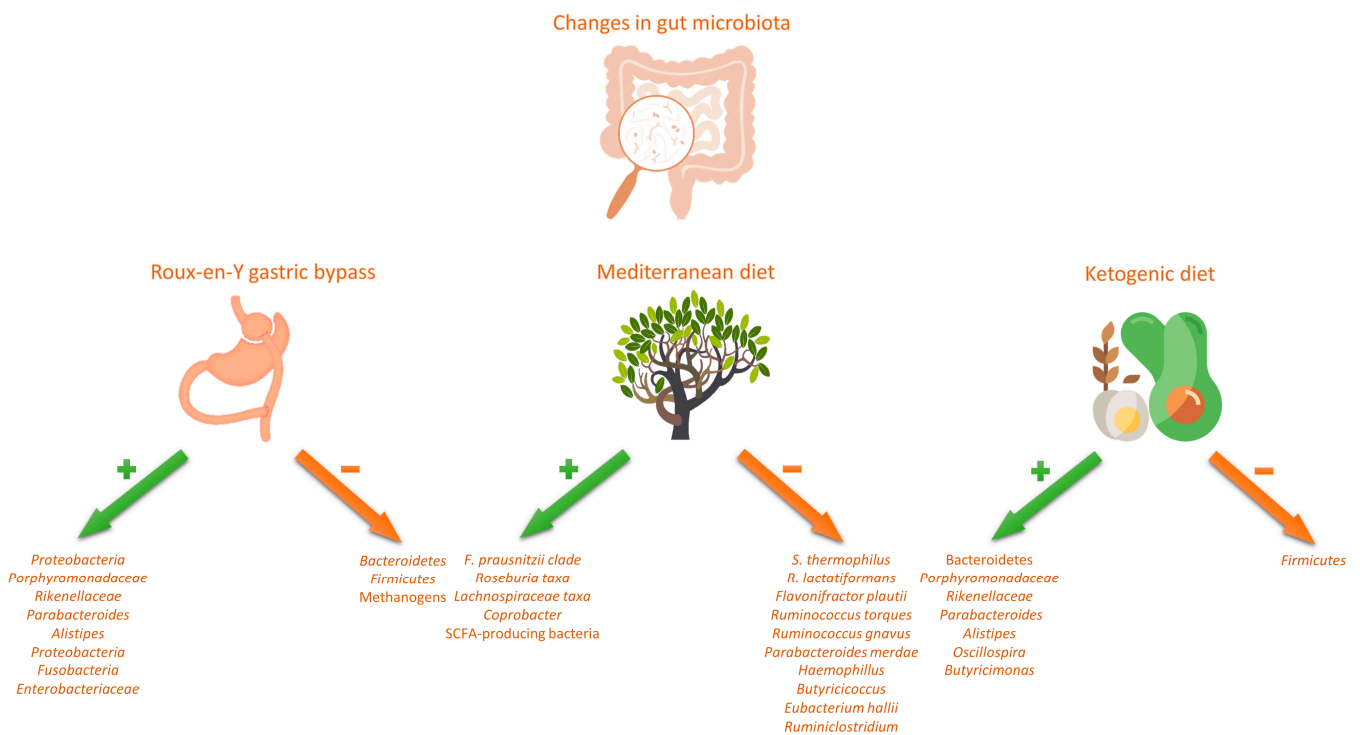 Changes in gut microbiota
Roux-en-Y gastric bypass
Mediterranean diet
Ketogenic diet
+
−
+
−
+
−
Proteobacteria
Porphyromonadaceae
Rikenellaceae
Parabacteroides
Alistipes
Proteobacteria
Fusobacteria
Enterobacteriaceae
Bacteroidetes
Firmicutes
Methanogens
F. prausnitzii clade
Roseburia taxa
Lachnospiraceae taxa
Coprobacter
SCFA-producing bacteria
S. thermophilus
R. lactatiformans
Flavonifractor plautii
Ruminococcus torques
Ruminococcus gnavus
Parabacteroides merdae
Haemophillus
Butyricicoccus
Eubacterium hallii
Ruminiclostridium
Bacteroidetes
Porphyromonadaceae
Rikenellaceae
Parabacteroides
Alistipes
Oscillospira
Butyricimonas
Firmicutes